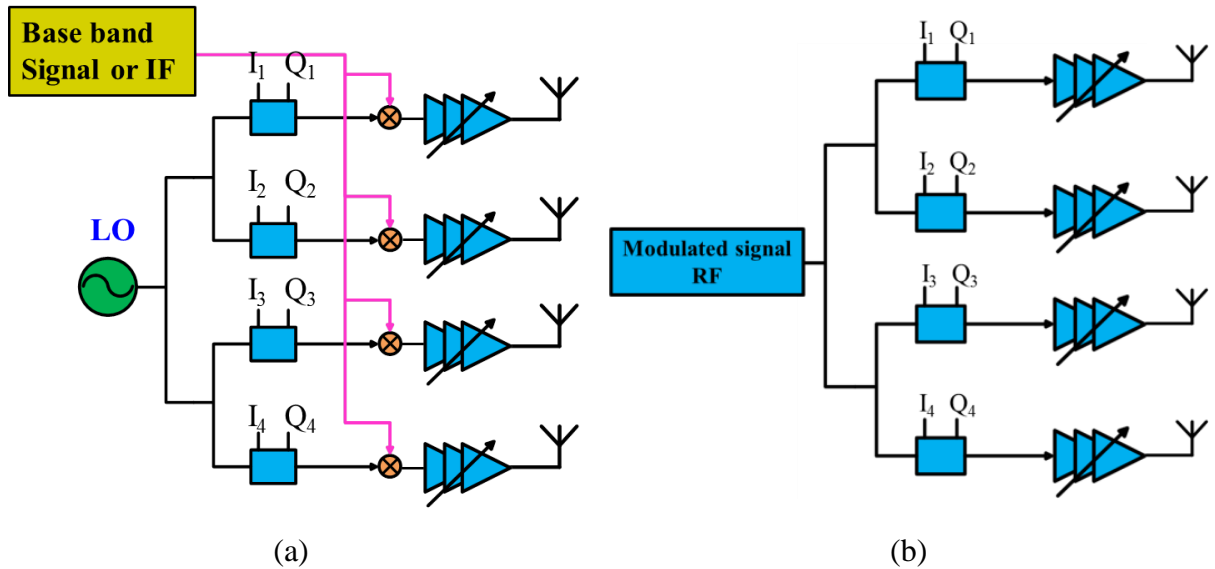 Base band
Signal or IF
I₁ Q₁
I₂ Q₂
LO
I₃ Q₃
I₄ Q₄
(a)
I₁ Q₁
I₂ Q₂
Modulated signal
RF
I₃ Q₃
I₄ Q₄
(b)